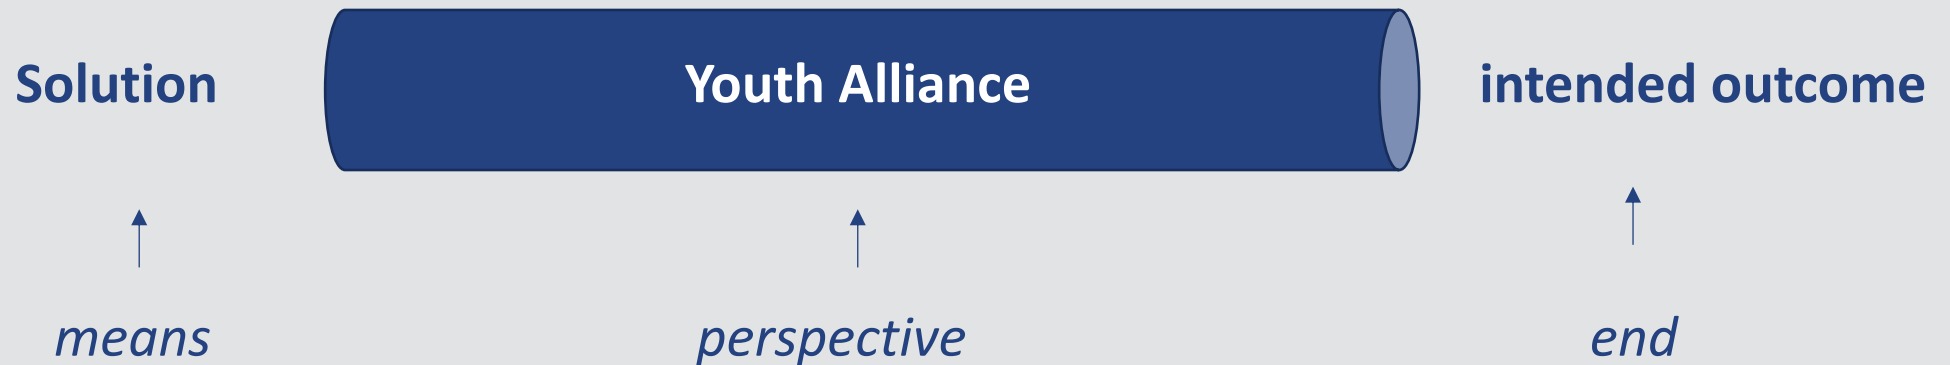 Solution
Youth Alliance
intended outcome
means
perspective
end